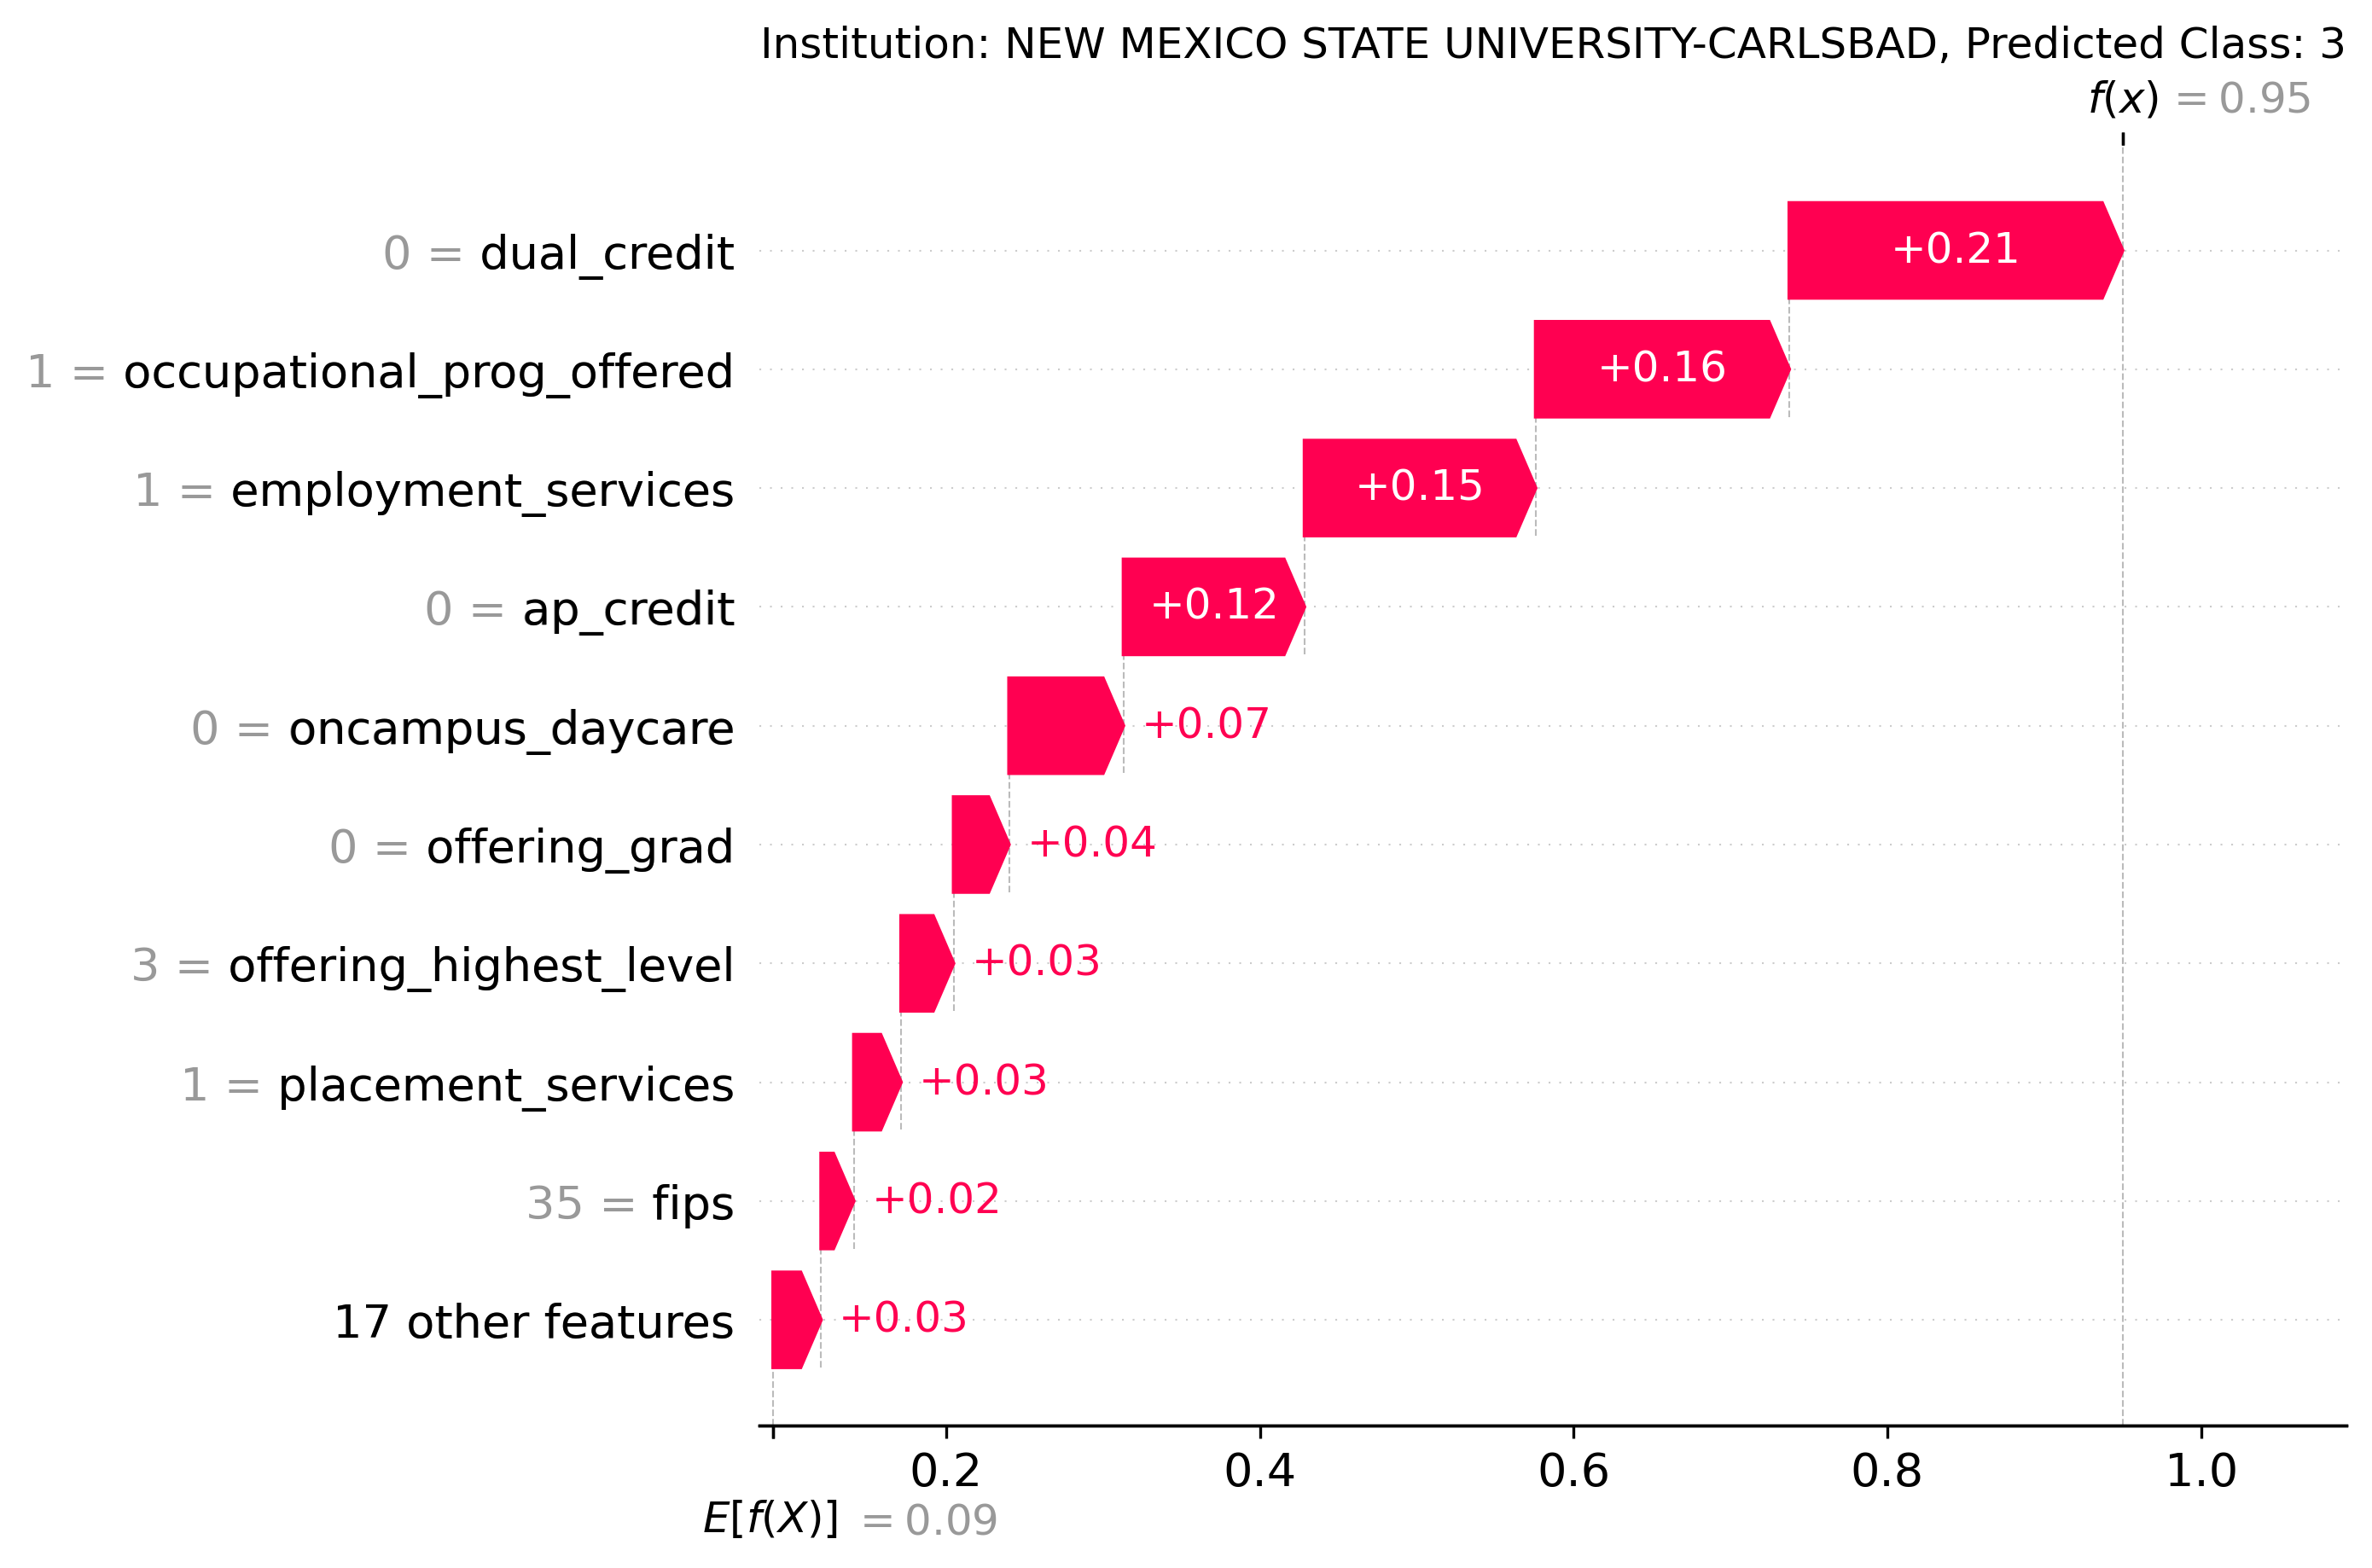 Institution: NEW MEXICO STATE UNIVERSITY-CARLSBAD, Predicted Class: 3
f(x) = 0.95
0 = dual_credit +0.21
1 = occupational_prog_offered +0.16
1 = employment_services +0.15
0 = ap_credit +0.12
0 = oncampus_daycare +0.07
0 = offering_grad +0.04
3 = offering_highest_level +0.03
1 = placement_services +0.03
35 = fips +0.02
17 other features +0.03
0.2 0.4 0.6 0.8 1.0
E[f(X)] = 0.09